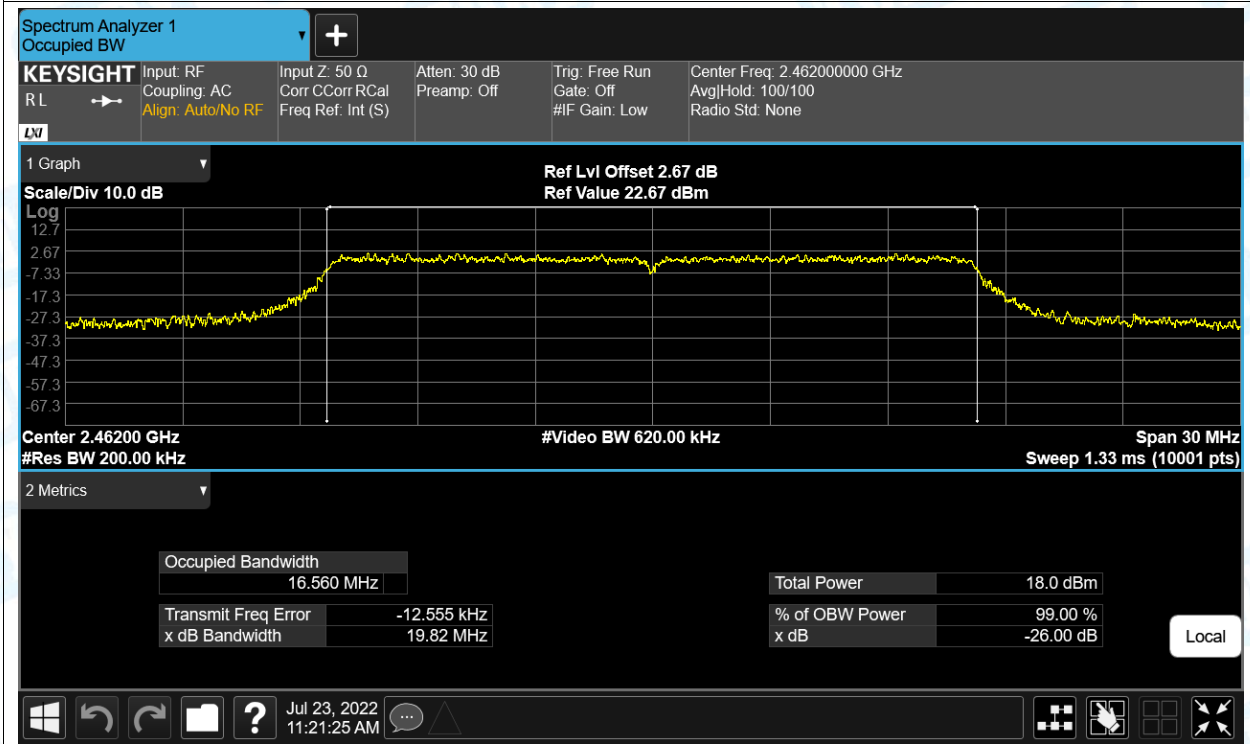 Spectrum Analyzer 1
Occupied BW
KEYSIGHT
R L
LXI
Input: RF
Coupling: AC
Align: Auto/No RF
Input Z: 50 Ω
Corr CCorr RCal
Freq Ref: Int (S)
Atten: 30 dB
Preamp: Off
Trig: Free Run
Gate: Off
#IF Gain: Low
Center Freq: 2.462000000 GHz
Avg|Hold: 100/100
Radio Std: None
1 Graph
Scale/Div 10.0 dB
Ref Lvl Offset 2.67 dB
Ref Value 22.67 dBm
Log
12.7
2.67
-7.33
-17.3
-27.3
-37.3
-47.3
-57.3
-67.3
Center 2.46200 GHz
#Video BW 620.00 kHz
Span 30 MHz
#Res BW 200.00 kHz
Sweep 1.33 ms (10001 pts)
2 Metrics
Occupied Bandwidth
16.560 MHz
Total Power 18.0 dBm
Transmit Freq Error -12.555 kHz
% of OBW Power 99.00 %
x dB Bandwidth 19.82 MHz
x dB -26.00 dB
Local
?
Jul 23, 2022
11:21:25 AM